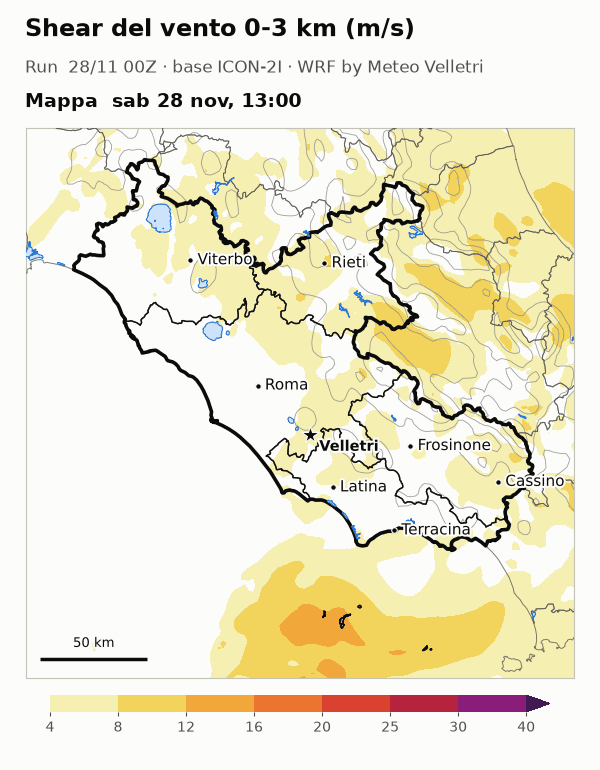 Shear del vento 0-3 km (m/s)
Run 28/11 00Z · base ICON-2I · WRF by Meteo Velletri
Mappa sab 28 nov, 13:00
Viterbo
Rieti
Roma
Velletri
Frosinone
Latina
Cassino
Terracina
50 km
4 8 12 16 20 25 30 40